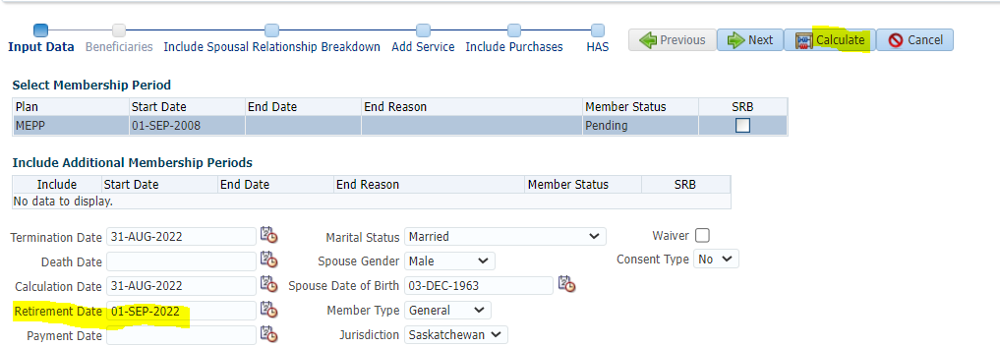 Input Data Beneficiaries Include Spousal Relationship Breakdown Add Service Include Purchases HAS Previous Next Calculate Cancel
Select Membership Period
Plan Start Date End Date End Reason Member Status SRB
MEPP 01-SEP-2008 Pending
Include Additional Membership Periods
Include Start Date End Date End Reason Member Status SRB
No data to display.
Termination Date 31-AUG-2022 Marital Status Married Waiver
Death Date Spouse Gender Male Consent Type No
Calculation Date 31-AUG-2022 Spouse Date of Birth 03-DEC-1963
Retirement Date 01-SEP-2022 Member Type General
Payment Date Jurisdiction Saskatchewan